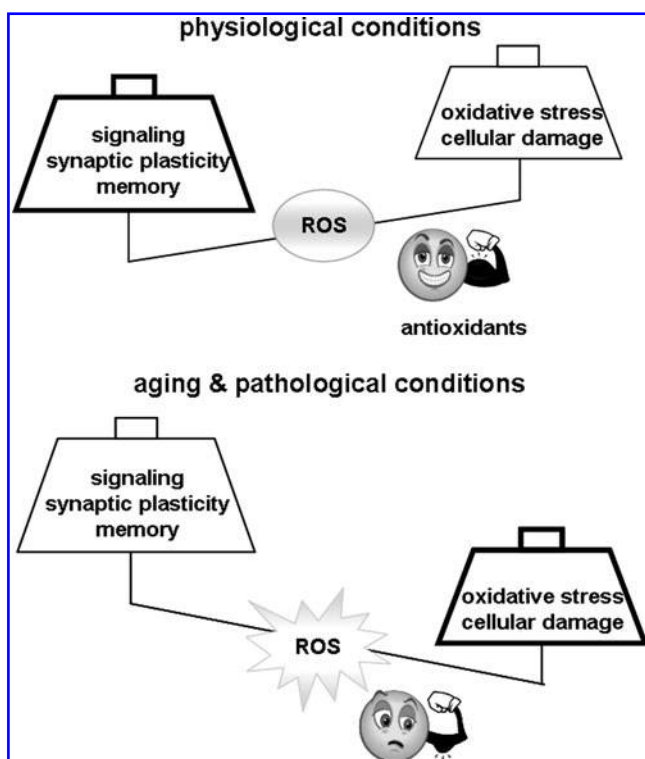 physiological conditions
signaling
synaptic plasticity
memory
oxidative stress
cellular damage
ROS
antioxidants
aging & pathological conditions
signaling
synaptic plasticity
memory
oxidative stress
cellular damage
ROS